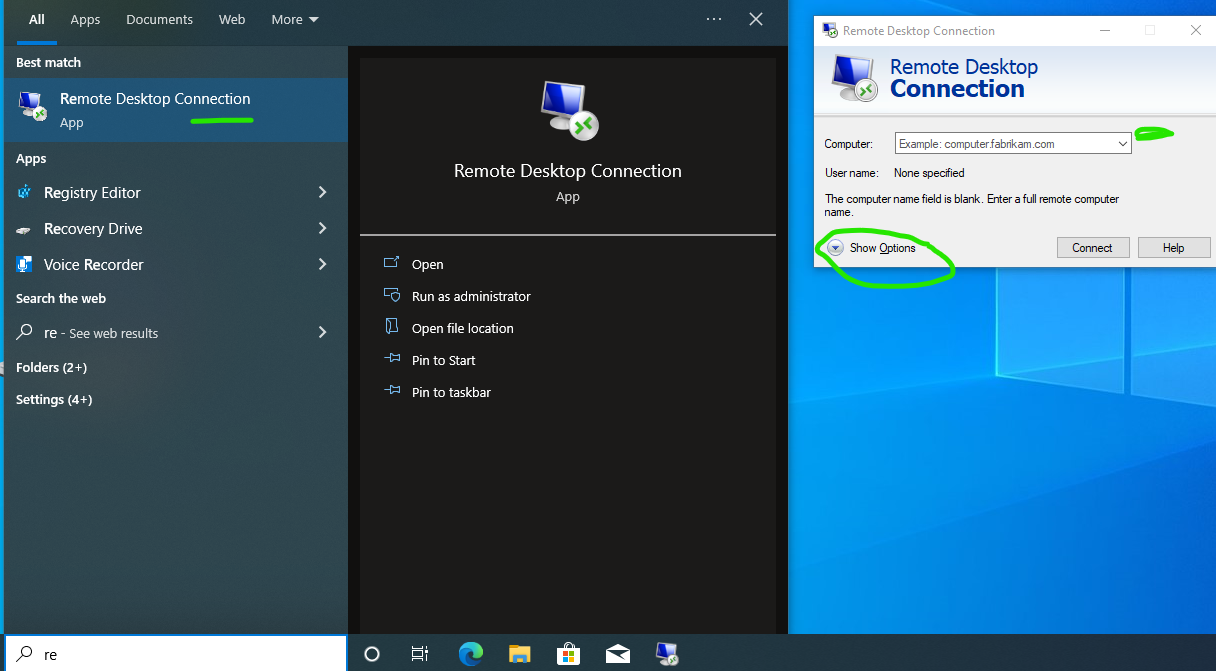 All Apps Documents Web More
Best match
Remote Desktop Connection
App
Apps
Registry Editor
Recovery Drive
Voice Recorder
Search the web
re - See web results
Folders (2+)
Settings (4+)
re
Remote Desktop Connection
App
Open
Run as administrator
Open file location
Pin to Start
Pin to taskbar
Remote Desktop Connection
Remote Desktop
Connection
Computer: Example: computer.fabrikam.com
User name: None specified
The computer name field is blank. Enter a full remote computer
name.
Show Options Connect Help